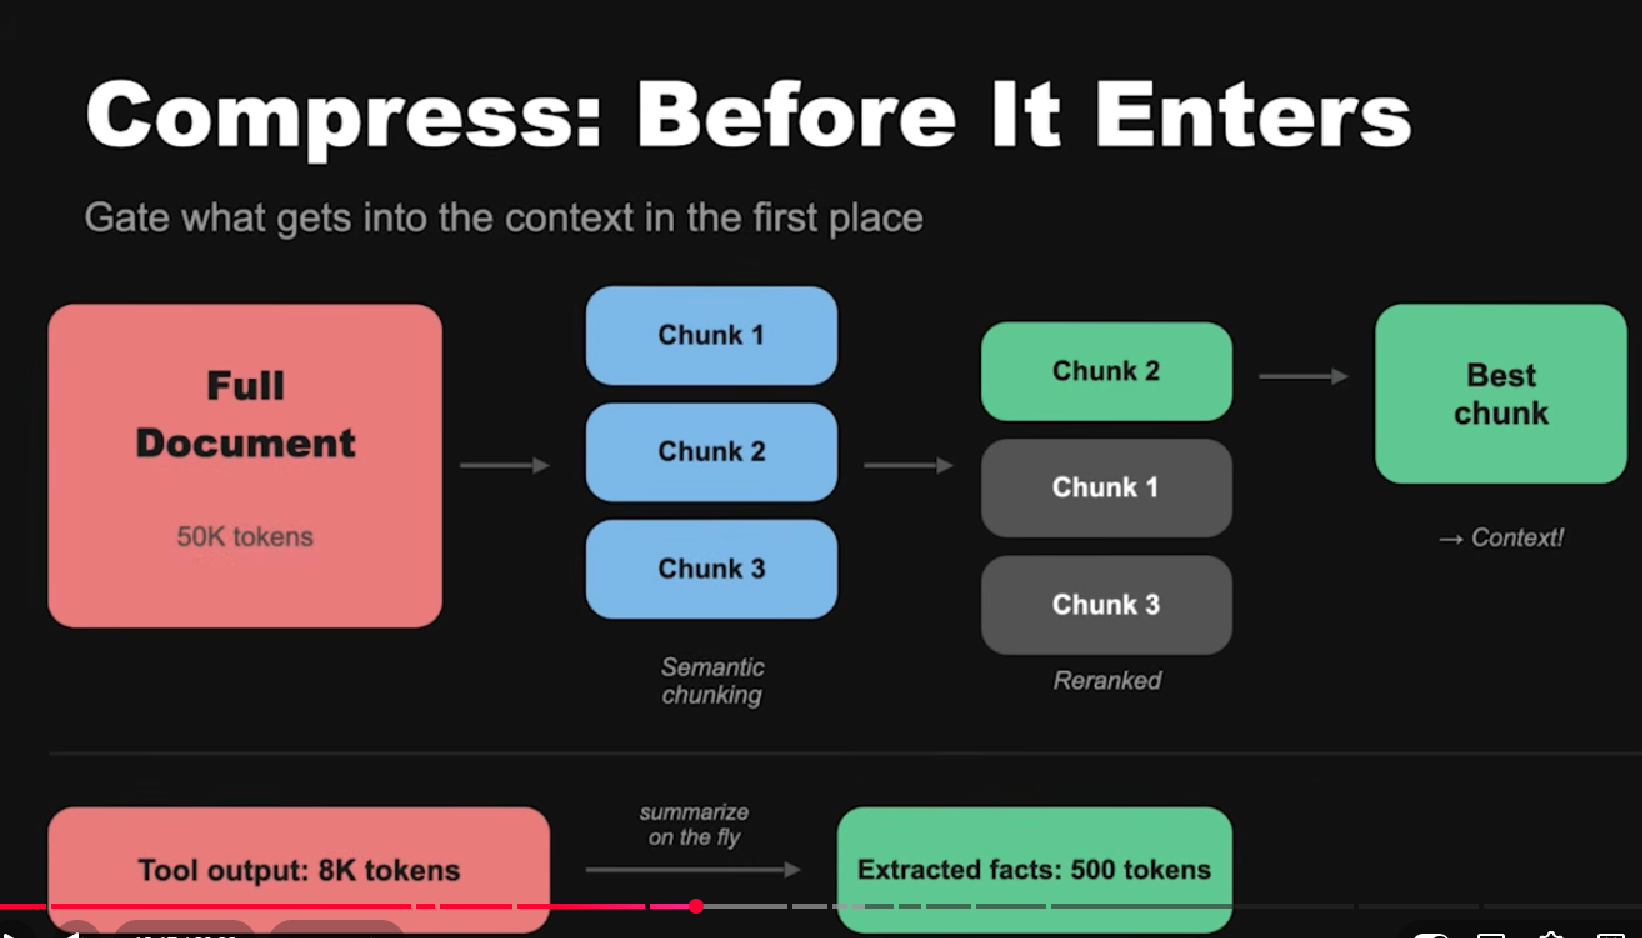 Compress: Before It Enters
Gate what gets into the context in the first place
Full
Document
50K tokens
Chunk 1
Chunk 2
Chunk 3
Semantic
chunking
Chunk 2
Chunk 1
Chunk 3
Reranked
Best
chunk
→ Context!
Tool output: 8K tokens
summarize
on the fly
Extracted facts: 500 tokens